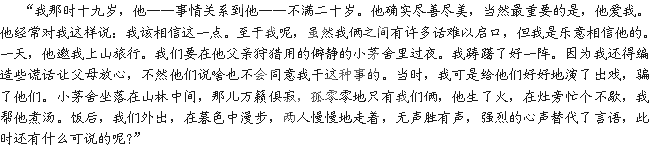 “我那时十九岁，他——事情关系到他——不满二十岁。他确实尽善尽美，当然最重要的是，他爱我。
他经常对我这样说：我该相信这一点。至于我呢，虽然我俩之间有许多话难以启口，但我是乐意相信他的。
一天，他邀我上山旅行。我们要在他父亲狩猎用的僻静的小茅舍里过夜。我踌躇了好一阵。因为我还得编
造些谎话让父母放心，不然他们说啥也不会同意我干这种事的。当时，我可是给他们好好地演了出戏，骗
了他们。小茅舍坐落在山林中间，那儿万籁俱寂，孤零零地只有我们俩，他生了火，在灶旁忙个不歇，我
帮他煮汤。饭后，我们外出，在暮色中漫步，两人慢慢地走着，无声胜有声，强烈的心声替代了言语，此
时还有什么可说的呢？”